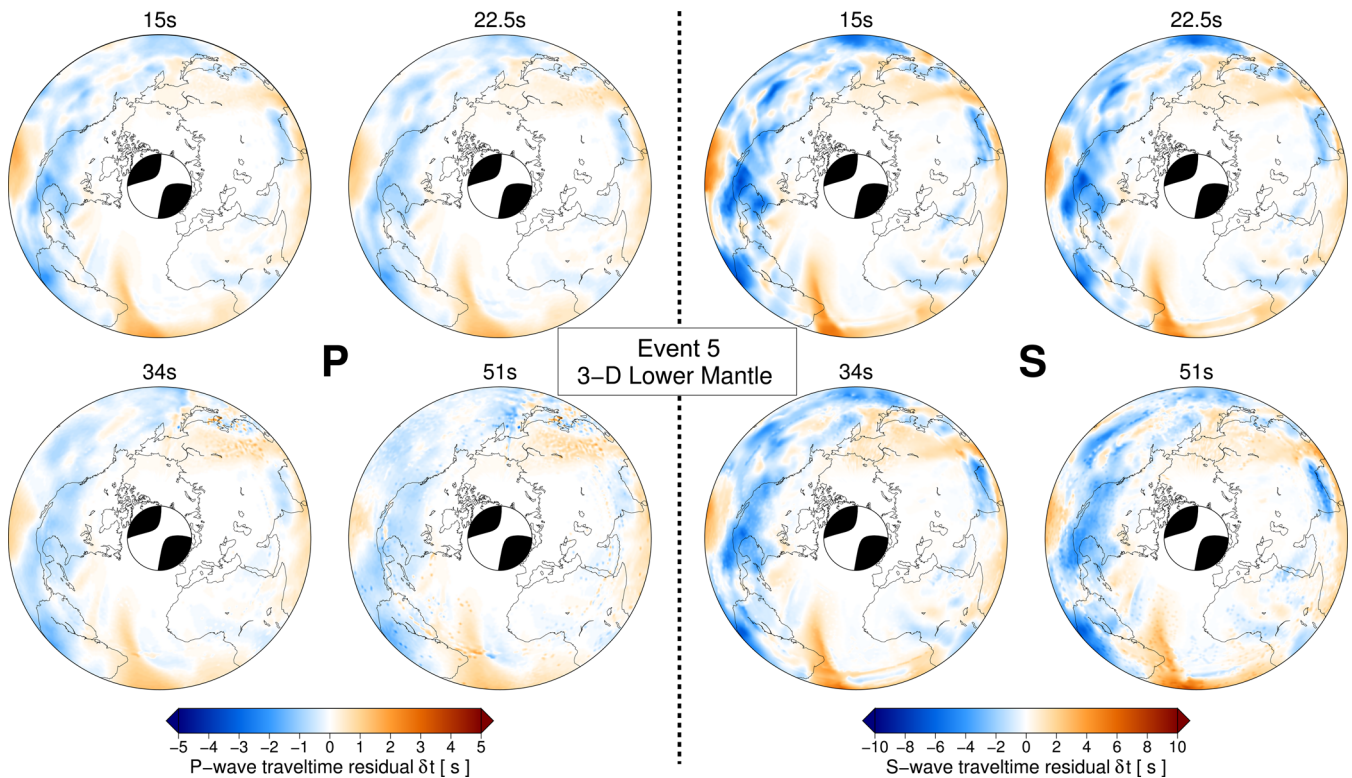 15s 22.5s 15s 22.5s
P
Event 5
3−D Lower Mantle
S
34s 51s 34s 51s
−5 −4 −3 −2 −1 0 1 2 3 4 5
P−wave traveltime residual δt [ s ]
−10 −8 −6 −4 −2 0 2 4 6 8 10
S−wave traveltime residual δt [ s ]